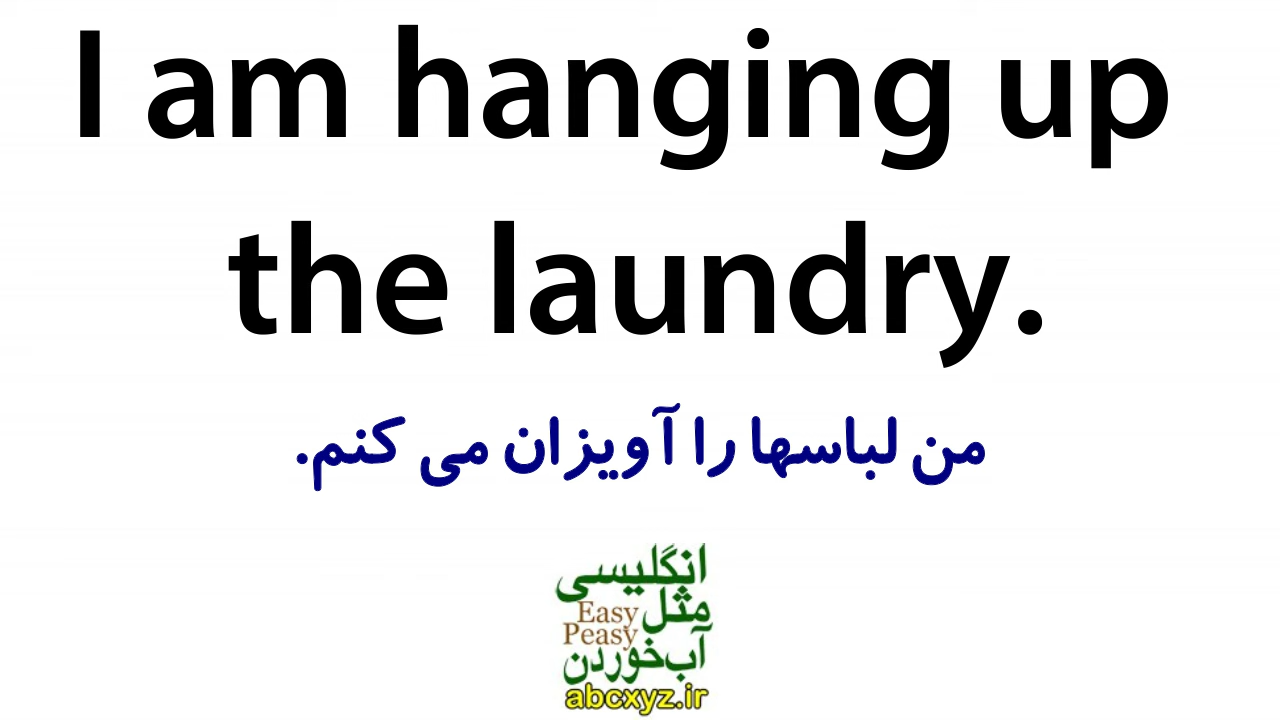 I am hanging up
the laundry.
من لباسها را آویزان می کنم.
انگلیسی
مثل
Easy
Peasy
آب‌خوردن
abcxyz.ir